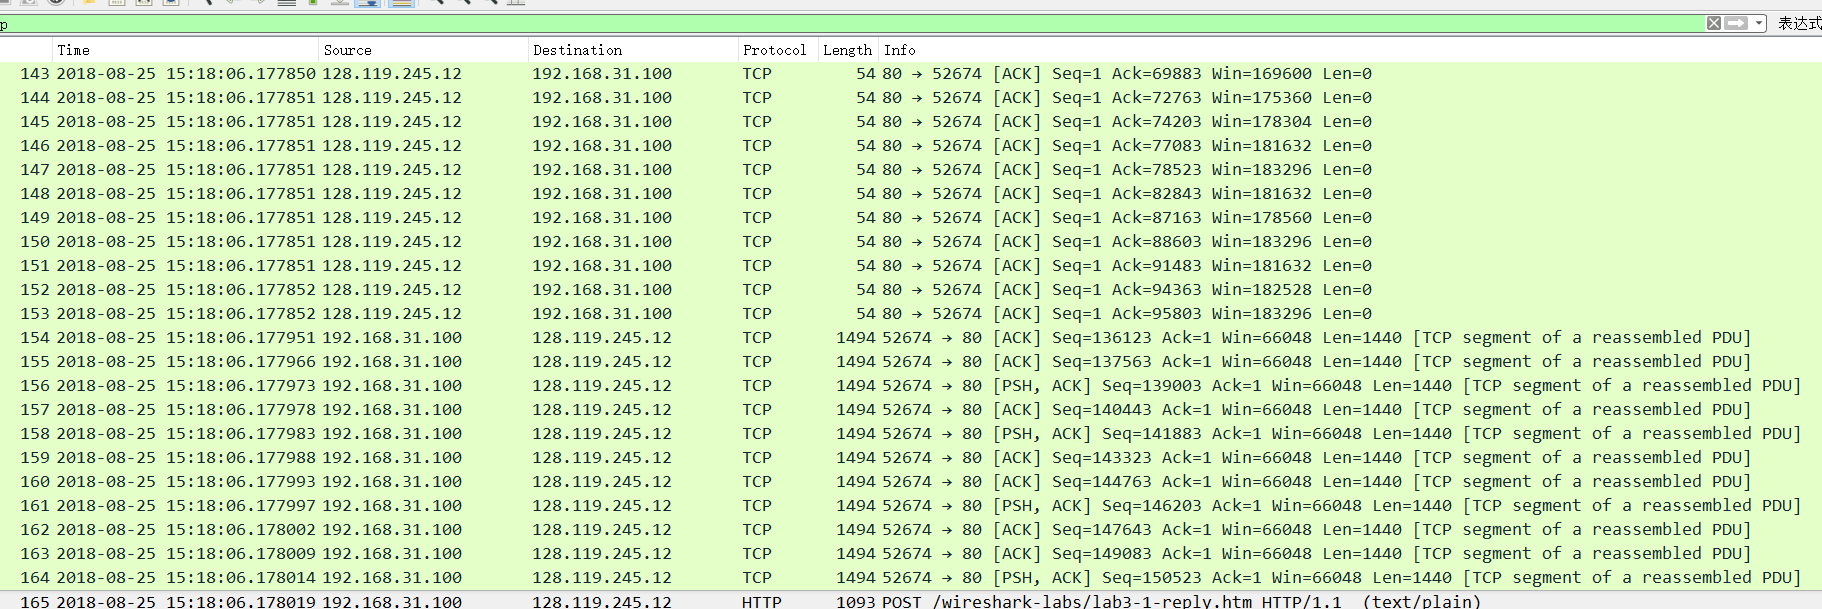 p 表达式
Time Source Destination Protocol Length Info
143 2018-08-25 15:18:06.177850 128.119.245.12 192.168.31.100 TCP 54 80 → 52674 [ACK] Seq=1 Ack=69883 Win=169600 Len=0
144 2018-08-25 15:18:06.177851 128.119.245.12 192.168.31.100 TCP 54 80 → 52674 [ACK] Seq=1 Ack=72763 Win=175360 Len=0
145 2018-08-25 15:18:06.177851 128.119.245.12 192.168.31.100 TCP 54 80 → 52674 [ACK] Seq=1 Ack=74203 Win=178304 Len=0
146 2018-08-25 15:18:06.177851 128.119.245.12 192.168.31.100 TCP 54 80 → 52674 [ACK] Seq=1 Ack=77083 Win=181632 Len=0
147 2018-08-25 15:18:06.177851 128.119.245.12 192.168.31.100 TCP 54 80 → 52674 [ACK] Seq=1 Ack=78523 Win=183296 Len=0
148 2018-08-25 15:18:06.177851 128.119.245.12 192.168.31.100 TCP 54 80 → 52674 [ACK] Seq=1 Ack=82843 Win=181632 Len=0
149 2018-08-25 15:18:06.177851 128.119.245.12 192.168.31.100 TCP 54 80 → 52674 [ACK] Seq=1 Ack=87163 Win=178560 Len=0
150 2018-08-25 15:18:06.177851 128.119.245.12 192.168.31.100 TCP 54 80 → 52674 [ACK] Seq=1 Ack=88603 Win=183296 Len=0
151 2018-08-25 15:18:06.177851 128.119.245.12 192.168.31.100 TCP 54 80 → 52674 [ACK] Seq=1 Ack=91483 Win=181632 Len=0
152 2018-08-25 15:18:06.177852 128.119.245.12 192.168.31.100 TCP 54 80 → 52674 [ACK] Seq=1 Ack=94363 Win=182528 Len=0
153 2018-08-25 15:18:06.177852 128.119.245.12 192.168.31.100 TCP 54 80 → 52674 [ACK] Seq=1 Ack=95803 Win=183296 Len=0
154 2018-08-25 15:18:06.177951 192.168.31.100 128.119.245.12 TCP 1494 52674 → 80 [ACK] Seq=136123 Ack=1 Win=66048 Len=1440 [TCP segment of a reassembled PDU]
155 2018-08-25 15:18:06.177966 192.168.31.100 128.119.245.12 TCP 1494 52674 → 80 [ACK] Seq=137563 Ack=1 Win=66048 Len=1440 [TCP segment of a reassembled PDU]
156 2018-08-25 15:18:06.177973 192.168.31.100 128.119.245.12 TCP 1494 52674 → 80 [PSH, ACK] Seq=139003 Ack=1 Win=66048 Len=1440 [TCP segment of a reassembled PDU]
157 2018-08-25 15:18:06.177978 192.168.31.100 128.119.245.12 TCP 1494 52674 → 80 [ACK] Seq=140443 Ack=1 Win=66048 Len=1440 [TCP segment of a reassembled PDU]
158 2018-08-25 15:18:06.177983 192.168.31.100 128.119.245.12 TCP 1494 52674 → 80 [PSH, ACK] Seq=141883 Ack=1 Win=66048 Len=1440 [TCP segment of a reassembled PDU]
159 2018-08-25 15:18:06.177988 192.168.31.100 128.119.245.12 TCP 1494 52674 → 80 [ACK] Seq=143323 Ack=1 Win=66048 Len=1440 [TCP segment of a reassembled PDU]
160 2018-08-25 15:18:06.177993 192.168.31.100 128.119.245.12 TCP 1494 52674 → 80 [ACK] Seq=144763 Ack=1 Win=66048 Len=1440 [TCP segment of a reassembled PDU]
161 2018-08-25 15:18:06.177997 192.168.31.100 128.119.245.12 TCP 1494 52674 → 80 [PSH, ACK] Seq=146203 Ack=1 Win=66048 Len=1440 [TCP segment of a reassembled PDU]
162 2018-08-25 15:18:06.178002 192.168.31.100 128.119.245.12 TCP 1494 52674 → 80 [ACK] Seq=147643 Ack=1 Win=66048 Len=1440 [TCP segment of a reassembled PDU]
163 2018-08-25 15:18:06.178009 192.168.31.100 128.119.245.12 TCP 1494 52674 → 80 [ACK] Seq=149083 Ack=1 Win=66048 Len=1440 [TCP segment of a reassembled PDU]
164 2018-08-25 15:18:06.178014 192.168.31.100 128.119.245.12 TCP 1494 52674 → 80 [PSH, ACK] Seq=150523 Ack=1 Win=66048 Len=1440 [TCP segment of a reassembled PDU]
165 2018-08-25 15:18:06.178019 192.168.31.100 128.119.245.12 HTTP 1093 POST /wireshark-labs/lab3-1-reply.htm HTTP/1.1 (text/plain)